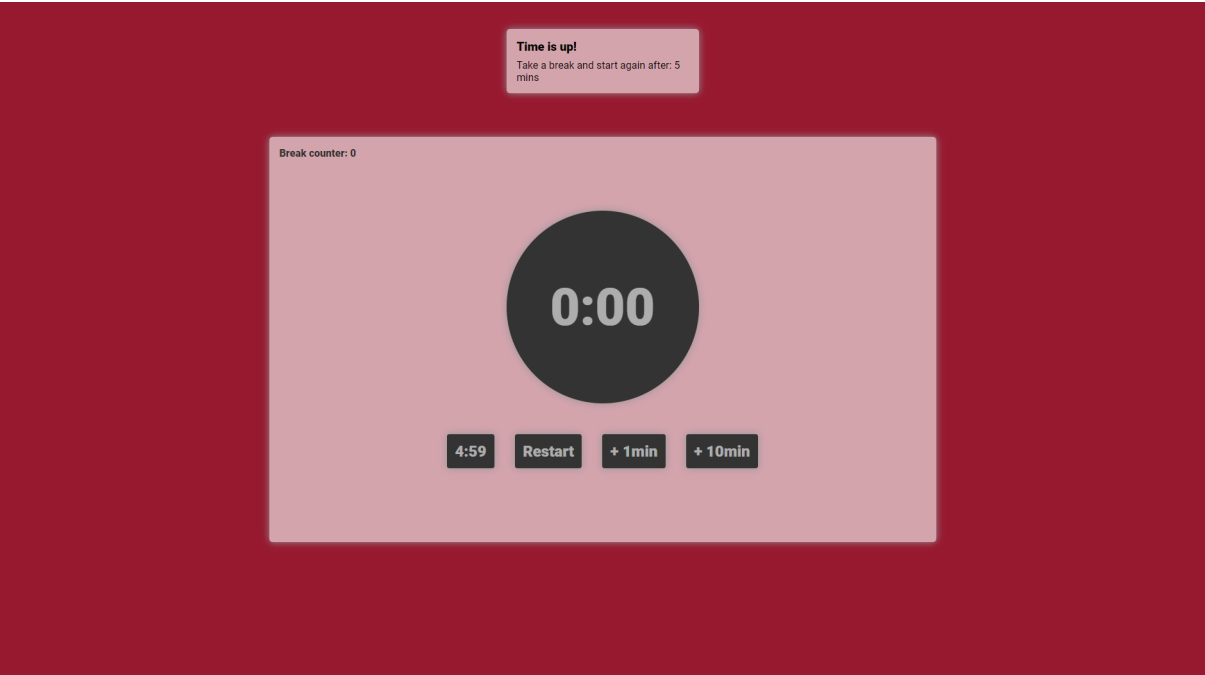 Time is up!
Take a break and start again after: 5
mins
Break counter: 0
0:00
4:59
Restart
+ 1min
+ 10min